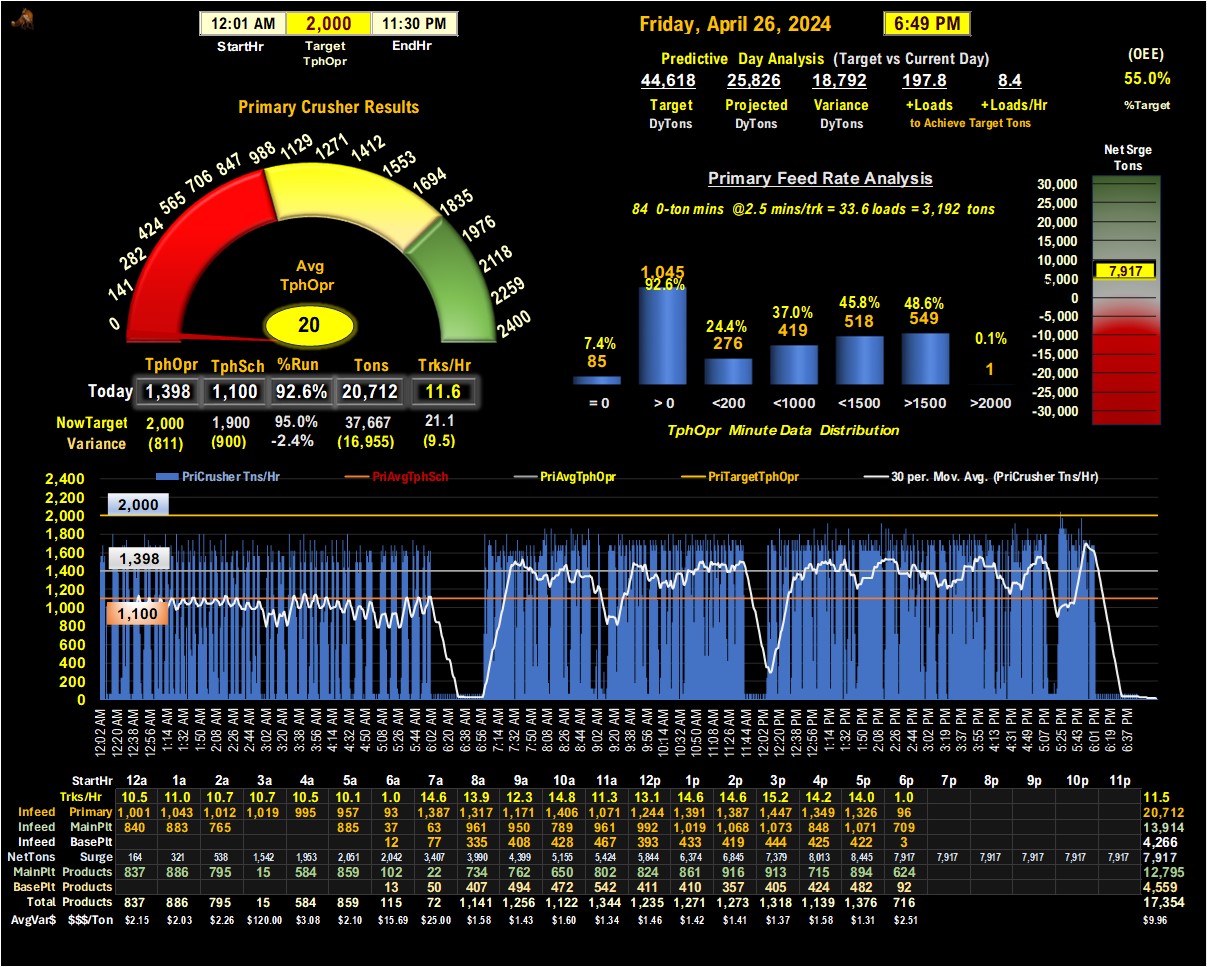 12:01 AM 2,000 11:30 PM
StartHr Target TphOpr EndHr
Friday, April 26, 2024 6:49 PM
Predictive Day Analysis (Target vs Current Day)
44,618 25,826 18,792 197.8 8.4
Target Projected Variance +Loads +Loads/Hr
DyTons DyTons DyTons to Achieve Target Tons
(OEE)
55.0%
%Target
Primary Crusher Results
0 141 282 424 565 706 847 988 1129 1271 1412 1553 1694 1835 1976 2118 2259 2400
Avg
TphOpr
20
TphOpr TphSch %Run Tons Trks/Hr
Today 1,398 1,100 92.6% 20,712 11.6
NowTarget 2,000 1,900 95.0% 37,667 21.1
Variance (811) (900) -2.4% (16,955) (9.5)
Primary Feed Rate Analysis
84 0-ton mins @2.5 mins/trk = 33.6 loads = 3,192 tons
7.4% 92.6% 24.4% 37.0% 45.8% 48.6% 0.1%
85 1,045 276 419 518 549 1
= 0 > 0 <200 <1000 <1500 >1500 >2000
TphOpr Minute Data Distribution
Net Srge
Tons
30,000
25,000
20,000
15,000
10,000
7,917
5,000
0
-5,000
-10,000
-15,000
-20,000
-25,000
-30,000
PriCrusher Tns/Hr PriAvgTphSch PriAvgTphOpr PriTargetTphOpr 30 per. Mov. Avg. (PriCrusher Tns/Hr)
2,400
2,200
2,000
1,800
1,600
1,400
1,200
1,000
800
600
400
200
0
2,000
1,398
1,100
12:02 AM 12:20 AM 12:38 AM 12:56 AM 1:14 AM 1:32 AM 1:50 AM 2:08 AM 2:26 AM 2:44 AM 3:02 AM 3:20 AM 3:38 AM 3:56 AM 4:14 AM 4:32 AM 4:50 AM 5:08 AM 5:26 AM 5:44 AM 6:02 AM 6:20 AM 6:38 AM 6:56 AM 7:14 AM 7:32 AM 7:50 AM 8:08 AM 8:26 AM 8:44 AM 9:02 AM 9:20 AM 9:38 AM 9:56 AM 10:14 AM 10:32 AM 10:50 AM 11:08 AM 11:26 AM 11:44 AM 12:02 PM 12:20 PM 12:38 PM 12:56 PM 1:14 PM 1:32 PM 1:50 PM 2:08 PM 2:26 PM 2:44 PM 3:02 PM 3:19 PM 3:37 PM 3:55 PM 4:13 PM 4:31 PM 4:49 PM 5:07 PM 5:25 PM 5:43 PM 6:01 PM 6:19 PM 6:37 PM
StartHr 12a 1a 2a 3a 4a 5a 6a 7a 8a 9a 10a 11a 12p 1p 2p 3p 4p 5p 6p 7p 8p 9p 10p 11p
Trks/Hr 10.5 11.0 10.7 10.7 10.5 10.1 1.0 14.6 13.9 12.3 14.8 11.3 13.1 14.6 14.6 15.2 14.2 14.0 1.0 11.5
Infeed Primary 1,001 1,043 1,012 1,019 995 957 93 1,387 1,317 1,171 1,406 1,071 1,244 1,391 1,387 1,447 1,349 1,326 96 20,712
Infeed MainPlt 840 883 765 885 37 63 961 950 789 961 992 1,019 1,068 1,073 848 1,071 709 13,914
Infeed BasePlt 12 77 335 408 428 467 393 433 419 444 425 422 3 4,266
NetTons Surge 164 321 538 1,542 1,953 2,051 2,042 3,407 3,990 4,399 5,155 5,424 5,844 6,374 6,845 7,379 8,013 8,445 7,917 7,917 7,917 7,917 7,917 7,917 7,917
MainPlt Products 837 886 795 15 584 859 102 22 734 762 650 802 824 861 916 913 715 894 624 12,795
BasePlt Products 13 50 407 494 472 542 411 410 357 405 424 482 92 4,559
Total Products 837 886 795 15 584 859 115 72 1,141 1,256 1,122 1,344 1,235 1,271 1,273 1,318 1,139 1,376 716 17,354
AvgVar$ $$$/Ton $2.15 $2.03 $2.26 $120.00 $3.08 $2.10 $15.69 $25.00 $1.58 $1.43 $1.60 $1.34 $1.46 $1.42 $1.41 $1.37 $1.58 $1.31 $2.51 $9.96